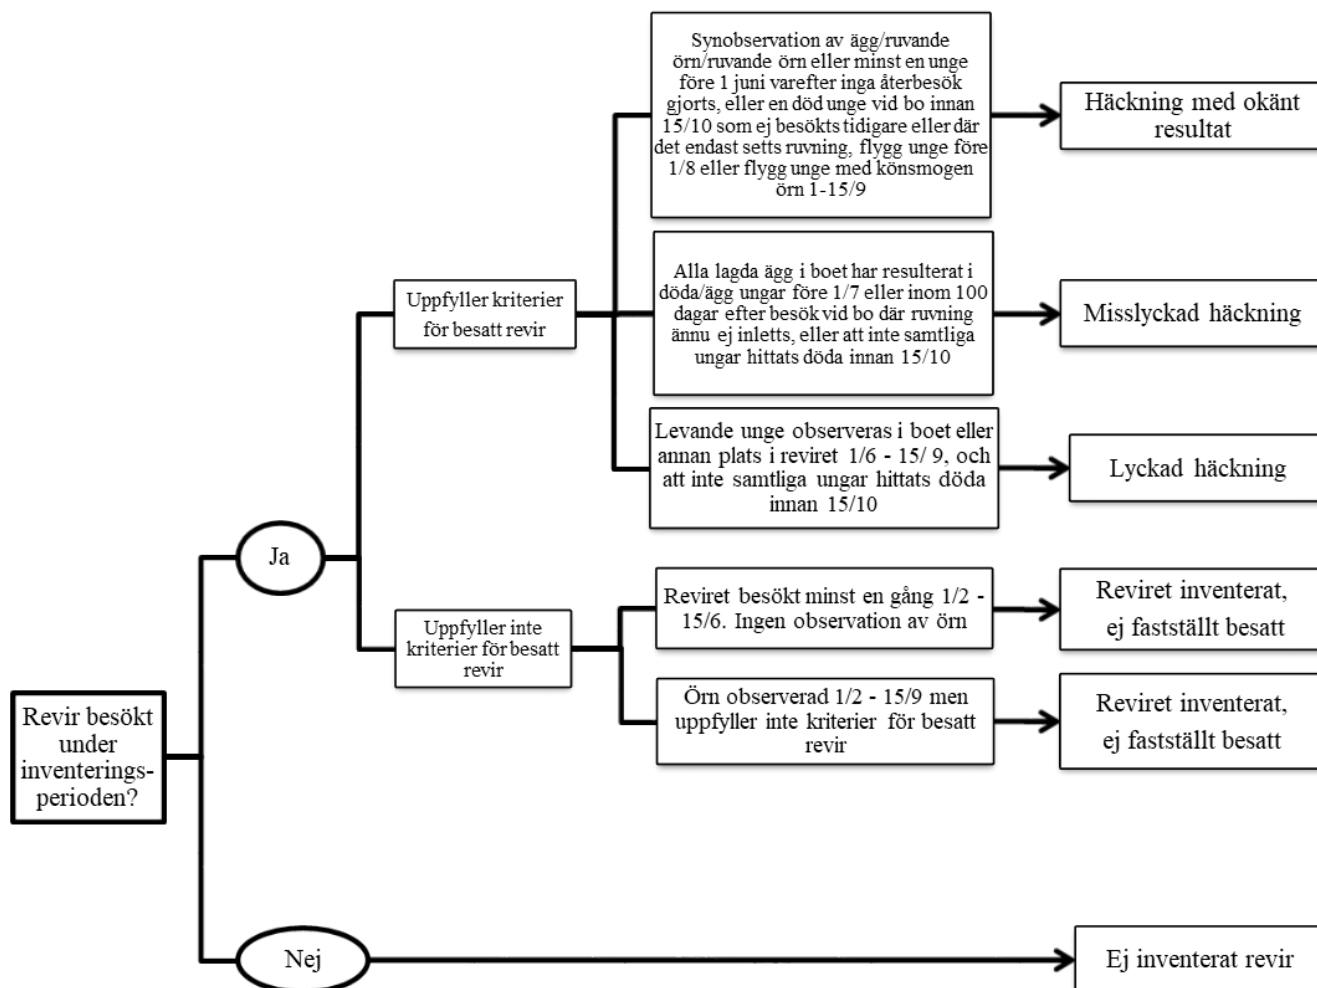 Synobservation av ägg/ruvande
örn/ruvande örn eller minst en unge
före 1 juni varefter inga återbesök
gjorts, eller en död unge vid bo innan
15/10 som ej besökts tidigare eller där
det endast setts ruvning, flygg unge före
1/8 eller flygg unge med könsmogen
örn 1-15/9
Häckning med okänt
resultat
Uppfyller kriterier
för besatt revir
Alla lagda ägg i boet har resulterat i
döda/ägg ungar före 1/7 eller inom 100
dagar efter besök vid bo där ruvning
ännu ej inletts, eller att inte samtliga
ungar hittats döda innan 15/10
Misslyckad häckning
Levande unge observeras i boet eller
annan plats i reviret 1/6 - 15/ 9, och
att inte samtliga ungar hittats döda
innan 15/10
Lyckad häckning
Ja
Uppfyller inte
kriterier för besatt
revir
Reviret besökt minst en gång 1/2 -
15/6. Ingen observation av örn
Reviret inventerat,
ej fastställt besatt
Örn observerad 1/2 - 15/9 men
uppfyller inte kriterier för besatt
revir
Reviret inventerat,
ej fastställt besatt
Revir besökt
under
inventerings-
perioden?
Nej
Ej inventerat revir